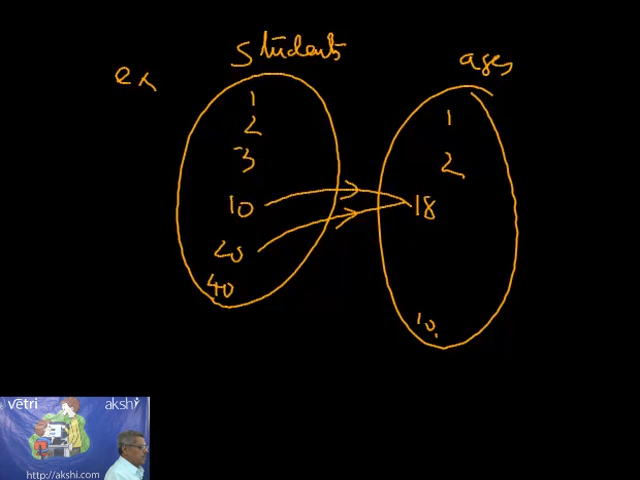 students
ages
ex
1
2
3
10
20
40
1
2
18
10.
vetri akshi
http://akshi.com